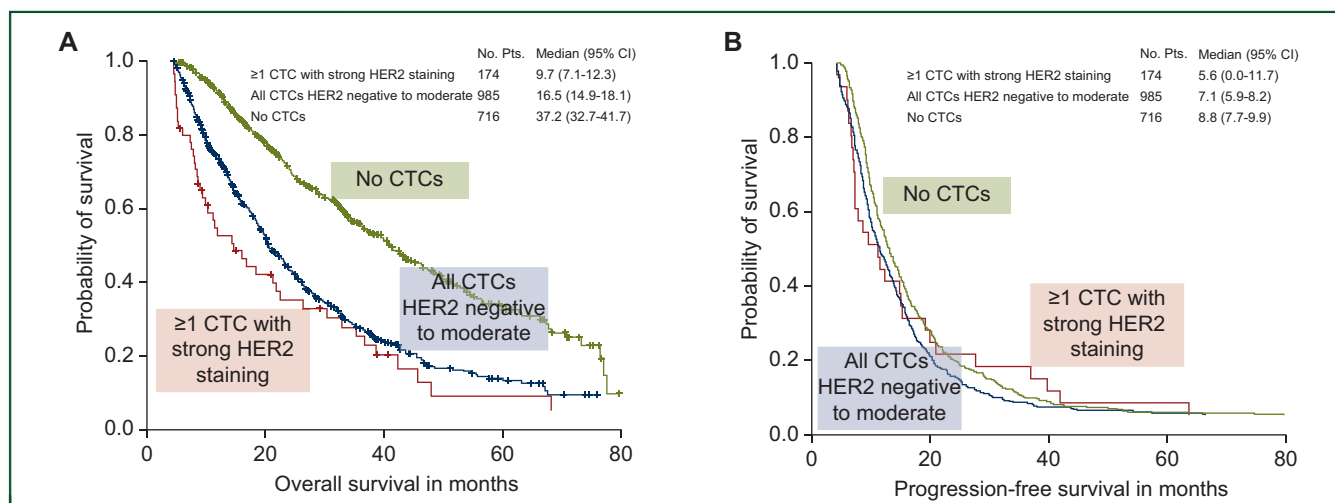 A
No. Pts. Median (95% CI)
≥1 CTC with strong HER2 staining 174 9.7 (7.1-12.3)
All CTCs HER2 negative to moderate 985 16.5 (14.9-18.1)
No CTCs 716 37.2 (32.7-41.7)
Probability of survival
1.0
0.8
0.6
0.4
0.2
0.0
No CTCs
All CTCs
HER2 negative
to moderate
≥1 CTC with
strong HER2
staining
0 20 40 60 80
Overall survival in months
B
No. Pts. Median (95% CI)
≥1 CTC with strong HER2 staining 174 5.6 (0.0-11.7)
All CTCs HER2 negative to moderate 985 7.1 (5.9-8.2)
No CTCs 716 8.8 (7.7-9.9)
Probability of survival
1.0
0.8
0.6
0.4
0.2
0.0
No CTCs
≥1 CTC with
strong HER2
staining
All CTCs
HER2 negative
to moderate
0 20 40 60 80
Progression-free survival in months